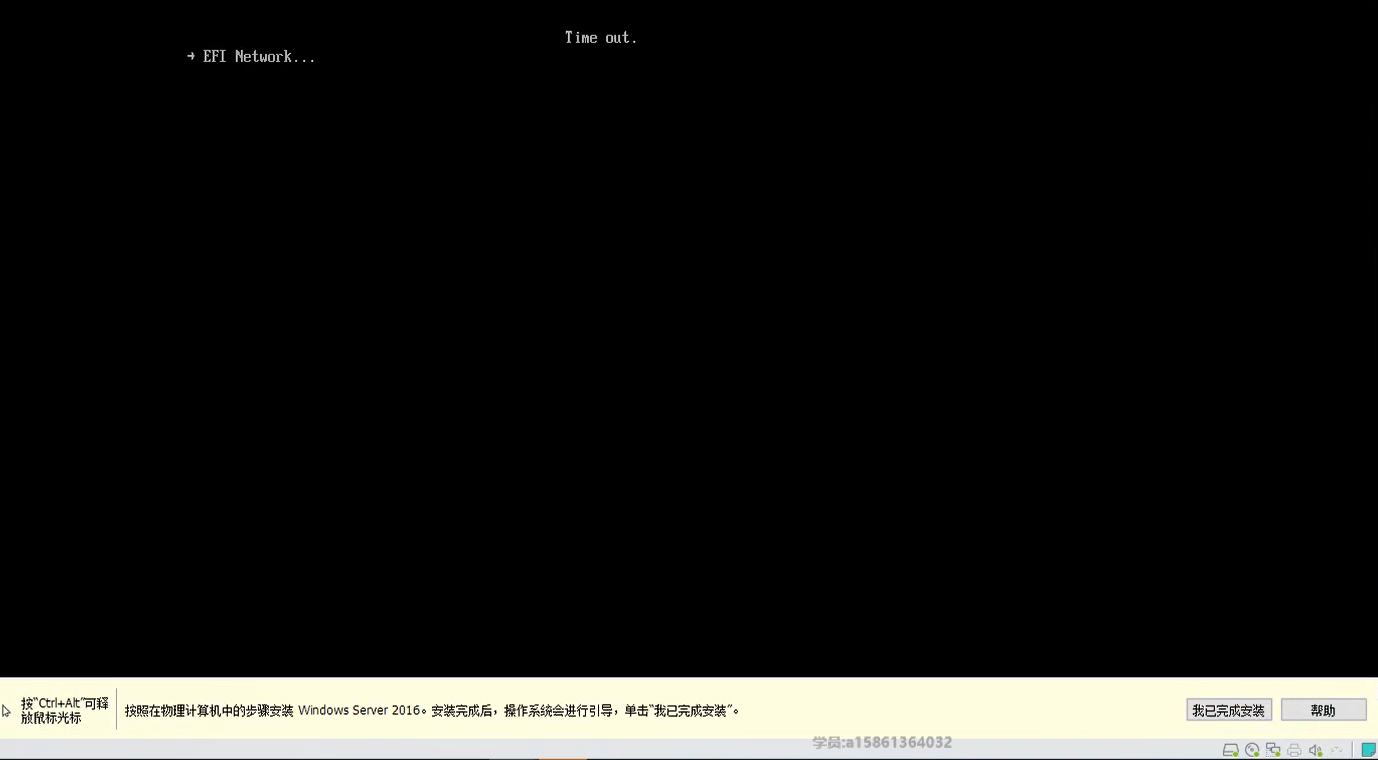 Time out.
→ EFI Network...
按“Ctrl+Alt”可释
放鼠标光标
按照在物理计算机中的步骤安装 Windows Server 2016。安装完成后，操作系统会进行引导，单击“我已完成安装”。
我已完成安装
帮助
学员:a15861364032